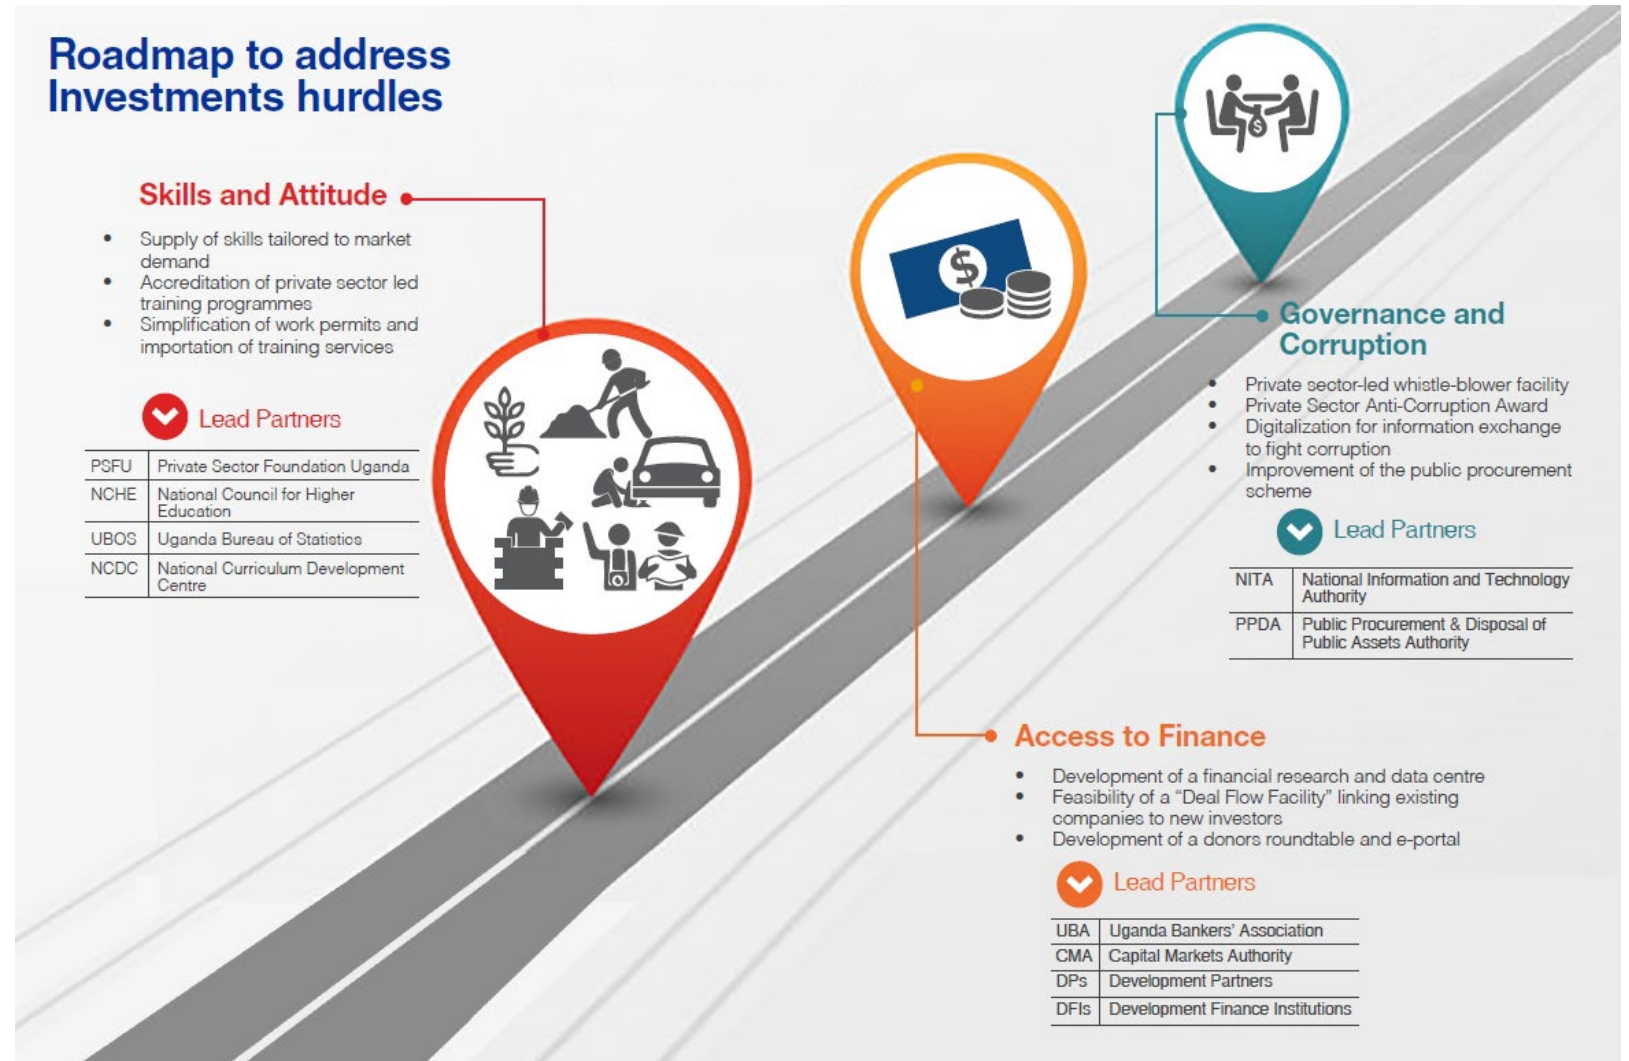 Roadmap to address
Investments hurdles
Skills and Attitude
• Supply of skills tailored to market
demand
• Accreditation of private sector led
training programmes
• Simplification of work permits and
importation of training services
Lead Partners
PSFU Private Sector Foundation Uganda
NCHE National Council for Higher
Education
UBOS Uganda Bureau of Statistics
NCDC National Curriculum Development
Centre
$
$
Governance and
Corruption
• Private sector-led whistle-blower facility
• Private Sector Anti-Corruption Award
• Digitalization for information exchange
to fight corruption
• Improvement of the public procurement
scheme
Lead Partners
NITA National Information and Technology
Authority
PPDA Public Procurement & Disposal of
Public Assets Authority
Access to Finance
• Development of a financial research and data centre
• Feasibility of a “Deal Flow Facility” linking existing
companies to new investors
• Development of a donors roundtable and e-portal
Lead Partners
UBA Uganda Bankers’ Association
CMA Capital Markets Authority
DPs Development Partners
DFIs Development Finance Institutions